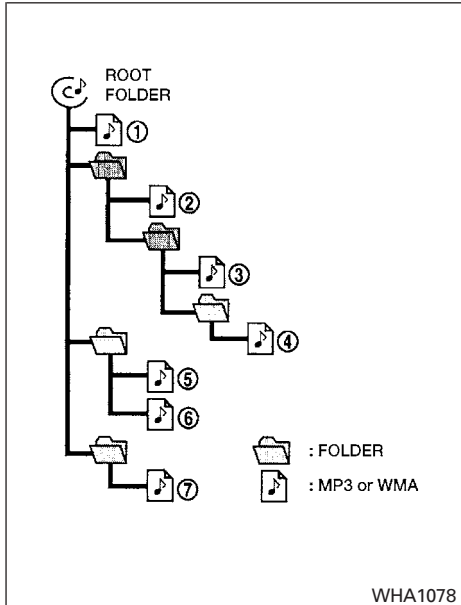 ROOT
FOLDER
①
②
③
④
⑤
⑥
⑦
: FOLDER
: MP3 or WMA
WHA1078